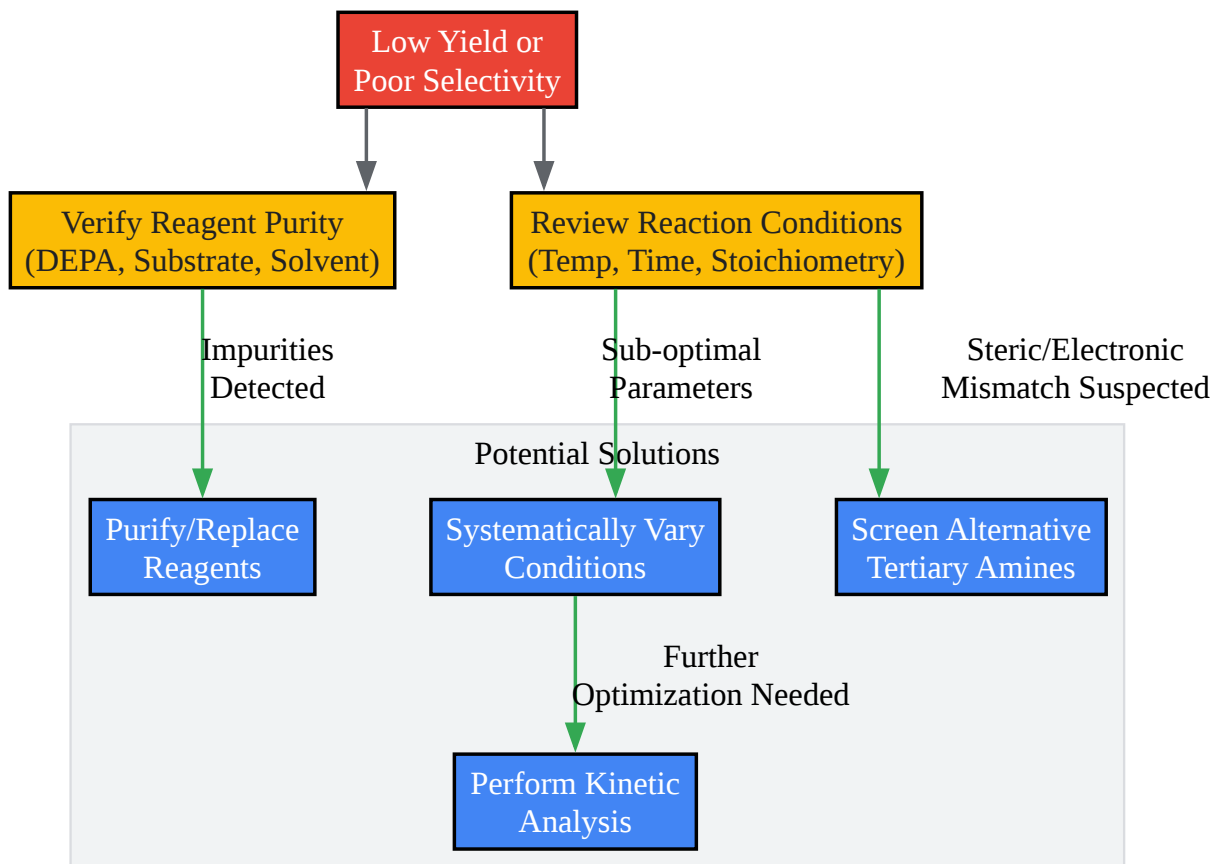 Low Yield or
Poor Selectivity
Verify Reagent Purity
(DEPA, Substrate, Solvent)
Review Reaction Conditions
(Temp, Time, Stoichiometry)
Impurities
Detected
Sub-optimal
Parameters
Steric/Electronic
Mismatch Suspected
Potential Solutions
Purify/Replace
Reagents
Systematically Vary
Conditions
Screen Alternative
Tertiary Amines
Further
Optimization Needed
Perform Kinetic
Analysis